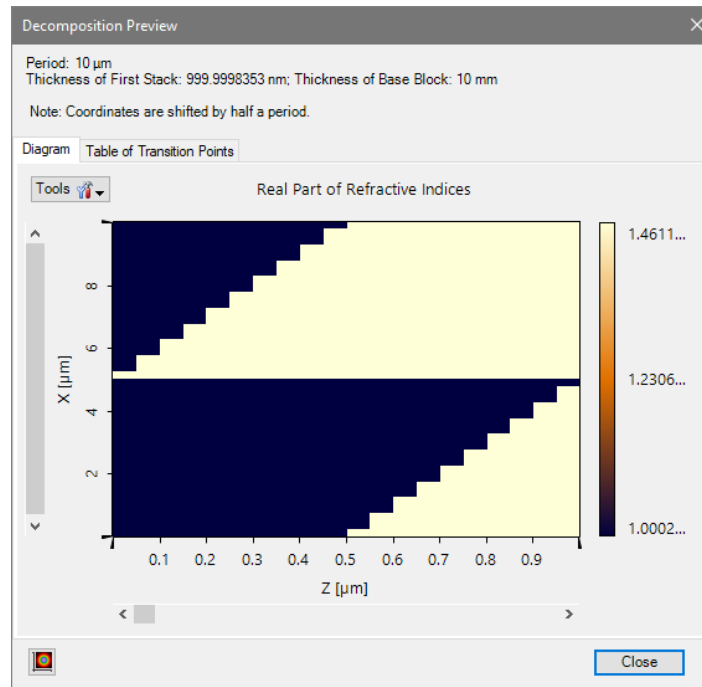 Decomposition Preview
Period: 10 µm
Thickness of First Stack: 999.9998353 nm; Thickness of Base Block: 10 mm
Note: Coordinates are shifted by half a period.
Diagram Table of Transition Points
Tools
Real Part of Refractive Indices
8
6
4
2
X [µm]
0.1 0.2 0.3 0.4 0.5 0.6 0.7 0.8 0.9
Z [µm]
1.4611...
1.2306...
1.0002...
Close